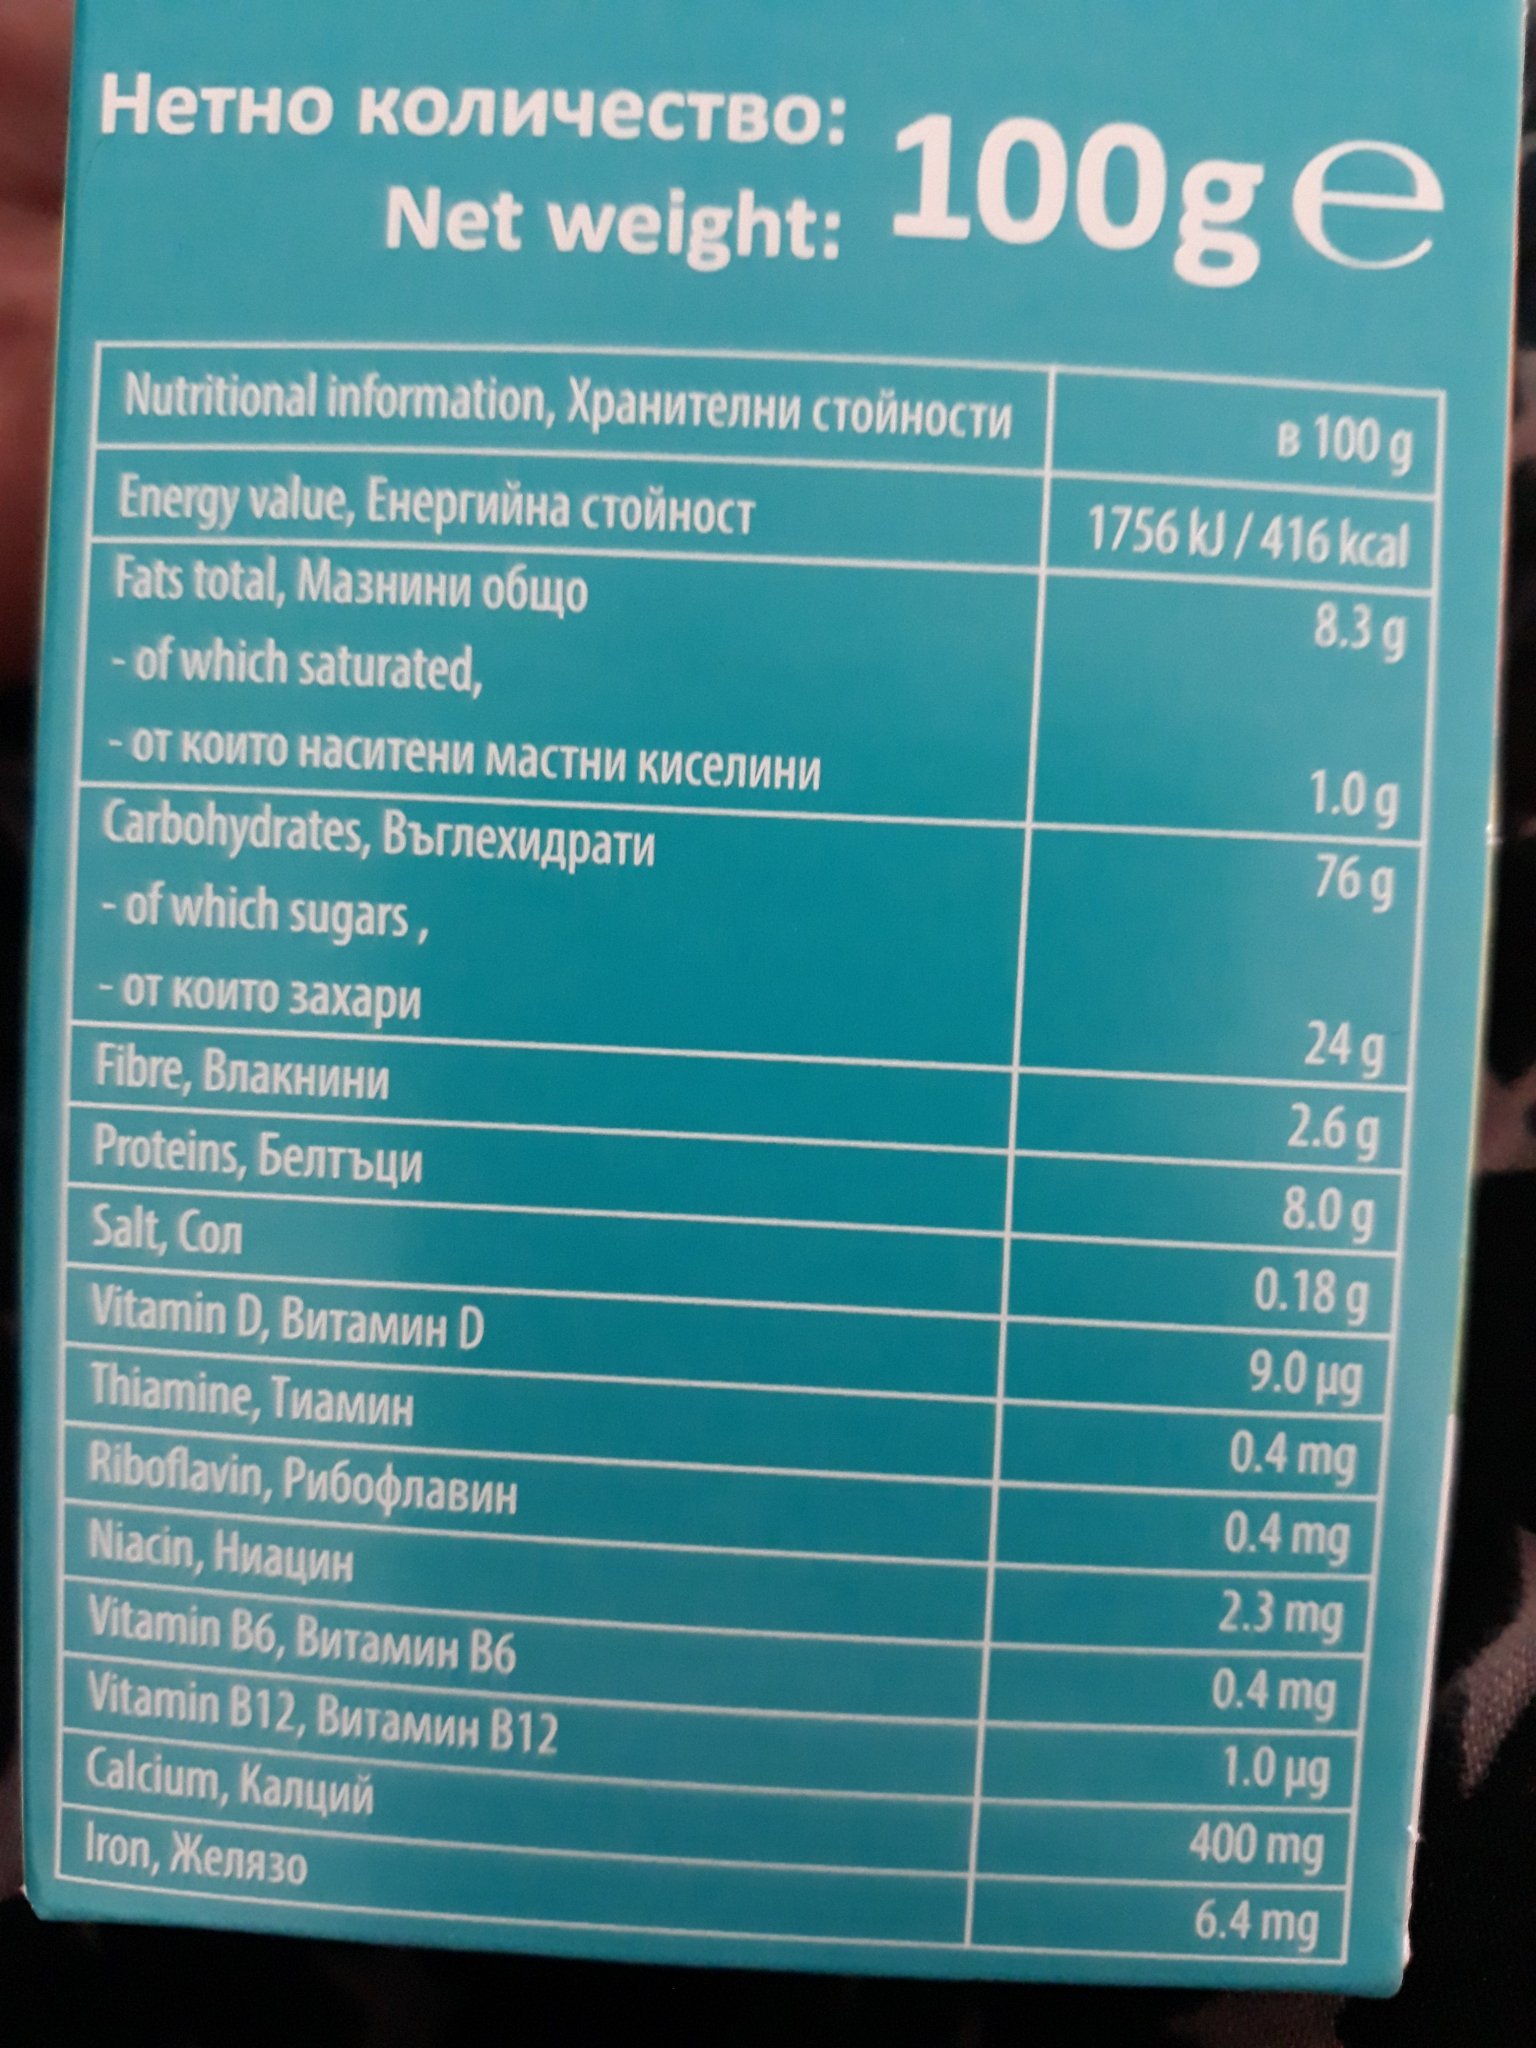 Нетно количество:
Net weight:
100g ℮
Nutritional information, Хранителни стойности
в 100 g
Energy value, Енергийна стойност
1756 kJ / 416 kcal
Fats total, Мазнини общо
8.3 g
- of which saturated,
- от които наситени мастни киселини
1.0 g
Carbohydrates, Въглехидрати
76 g
- of which sugars ,
- от които захари
24 g
Fibre, Влакнини
2.6 g
Proteins, Белтъци
8.0 g
Salt, Сол
0.18 g
Vitamin D, Витамин D
9.0 µg
Thiamine, Тиамин
0.4 mg
Riboflavin, Рибофлавин
0.4 mg
Niacin, Ниацин
2.3 mg
Vitamin B6, Витамин B6
0.4 mg
Vitamin B12, Витамин B12
1.0 µg
Calcium, Калций
400 mg
Iron, Желязо
6.4 mg